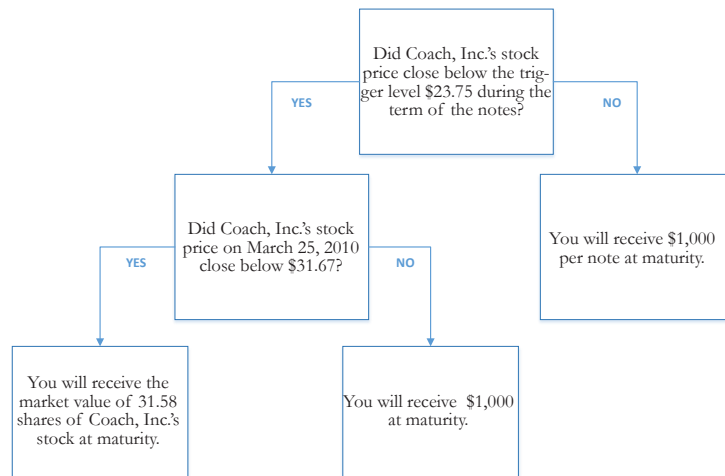 Did Coach, Inc.'s stock
price close below the trig-
ger level $23.75 during the
term of the notes?
YES
NO
Did Coach, Inc.'s stock
price on March 25, 2010
close below $31.67?
You will receive $1,000
per note at maturity.
YES
NO
You will receive the
market value of 31.58
shares of Coach, Inc.'s
stock at maturity.
You will receive $1,000
at maturity.